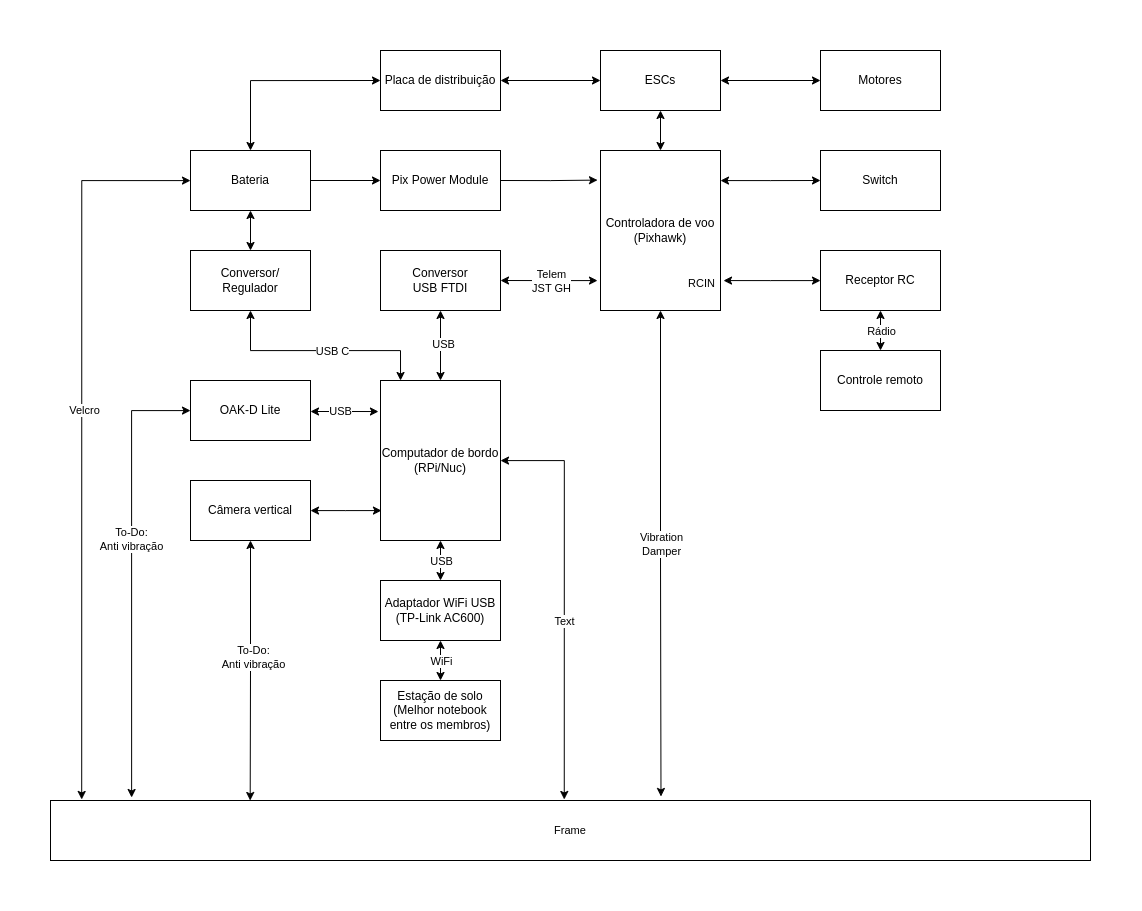 Placa de distribuição
ESCs
Motores
Bateria
Pix Power Module
Controladora de voo
(Pixhawk)
Switch
Conversor/
Regulador
Conversor
USB FTDI
Telem
JST GH
RCIN
Receptor RC
Rádio
USB C
USB
Controle remoto
Velcro
OAK-D Lite
USB
Computador de bordo
(RPi/Nuc)
Câmera vertical
To-Do:
Anti vibração
Vibration
Damper
USB
Adaptador WiFi USB
(TP-Link AC600)
Text
To-Do:
Anti vibração
WiFi
Estação de solo
(Melhor notebook
entre os membros)
Frame